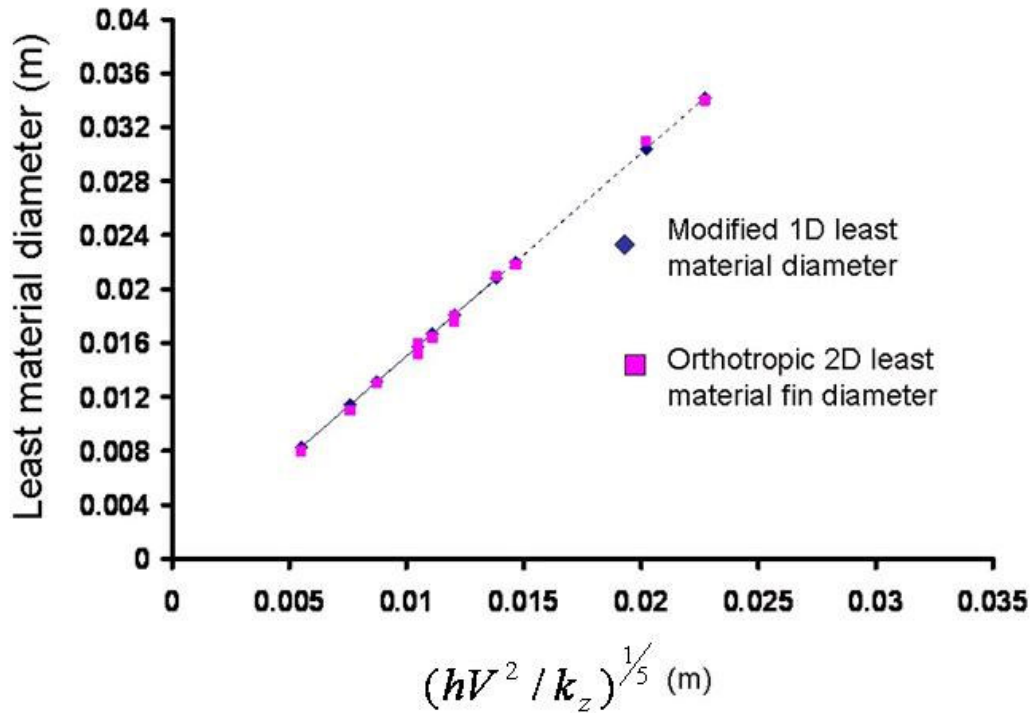 Least material diameter (m)
0.04
0.036
0.032
0.028
0.024
0.02
0.016
0.012
0.008
0.004
0
0 0.005 0.01 0.015 0.02 0.025 0.03 0.035
Modified 1D least
material diameter
Orthotropic 2D least
material fin diameter
(hV² / k_z)^{1/5} (m)